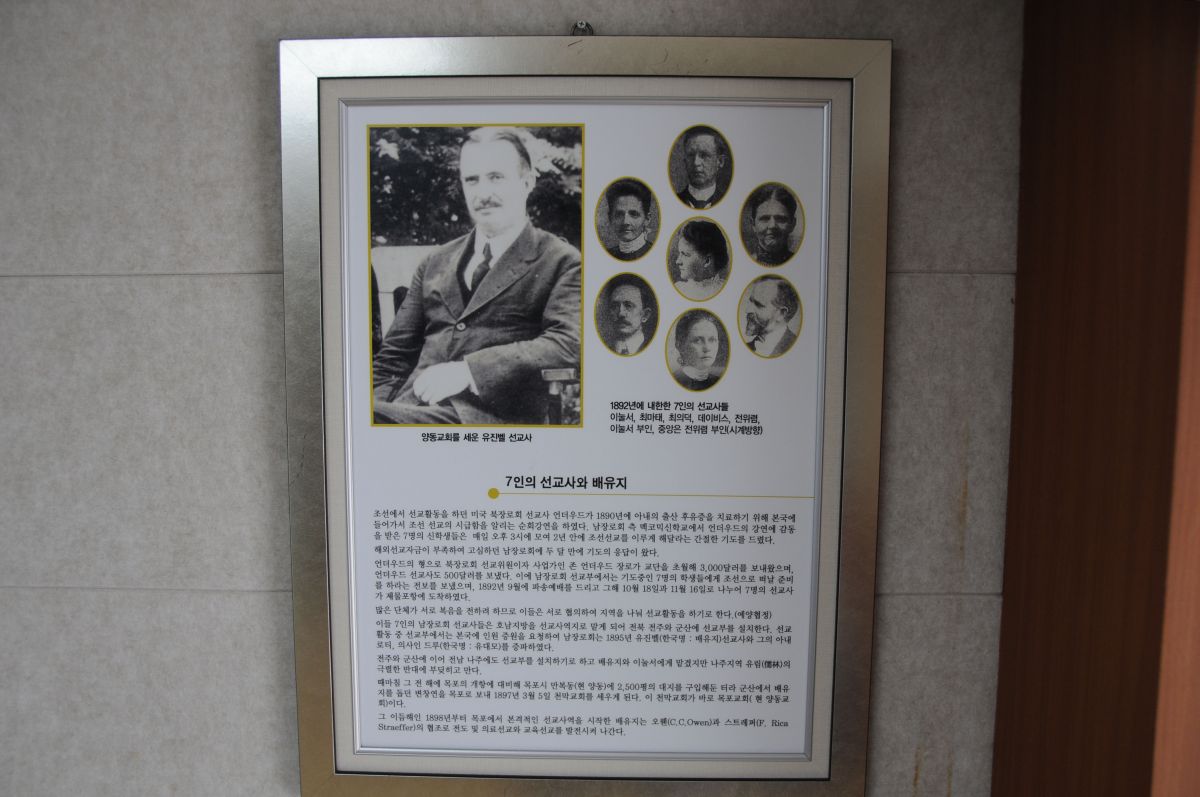 양동교회를 세운 유진벨 선교사
1892년에 내한한 7인의 선교사들
이눌서, 최마태, 최의덕, 데이비스, 전위렴,
이눌서 부인, 중앙은 전위렴 부인(시계방향)
7인의 선교사와 배유지
조선에서 선교활동을 하던 미국 북장로회 선교사 언더우드가 1890년에 아내의 출산 후유증을 치료하기 위해 본국에
들어가서 조선 선교의 시급함을 알리는 순회강연을 하였다. 남장로회 측 맥코믹신학교에서 언더우드의 강연에 감동
을 받은 7명의 신학생들은 매일 오후 3시에 모여 2년 안에 조선선교를 이루게 해달라는 간절한 기도를 드렸다.
해외선교자금이 부족하여 고심하던 남장로회에 두 달 만에 기도의 응답이 왔다.
언더우드의 형으로 북장로회 선교위원이자 사업가인 존 언더우드 장로가 교단을 초월해 3,000달러를 보내왔으며,
언더우드 선교사도 500달러를 보냈다. 이에 남장로회 선교부에서는 기도중인 7명의 학생들에게 조선으로 떠날 준비
를 하라는 전보를 보냈으며, 1892년 9월에 파송예배를 드리고 그해 10월 18일과 11월 16일로 나누어 7명의 선교사
가 제물포항에 도착하였다.
많은 단체가 서로 복음을 전하려 하므로 이들은 서로 협의하여 지역을 나눠 선교활동을 하기로 한다.(예양협정)
이들 7인의 남장로회 선교사들은 호남지방을 선교사역지로 맡게 되어 전북 전주와 군산에 선교부를 설치한다. 선교
활동 중 선교부에서는 본국에 인원 증원을 요청하여 남장로회는 1895년 유진벨(한국명 : 배유지)선교사와 그의 아내
로티, 의사인 드루(한국명 : 유대모)를 증파하였다.
전주와 군산에 이어 전남 나주에도 선교부를 설치하기로 하고 배유지와 이눌서에게 맡겼지만 나주지역 유림(儒林)의
극렬한 반대에 부딪히고 만다.
때마침 그 전 해에 목포의 개항에 대비해 목포시 만복동(현 양동)에 2,500평의 대지를 구입해둔 터라 군산에서 배유
지를 돕던 변창연을 목포로 보내 1897년 3월 5일 천막교회를 세우게 된다. 이 천막교회가 바로 목포교회( 현 양동교
회)이다.
그 이듬해인 1898년부터 목포에서 본격적인 선교사역을 시작한 배유지는 오웬(C.C.Owen)과 스트레퍼(F. Rica
Straeffer)의 협조로 전도 및 의료선교와 교육선교를 발전시켜 나간다.